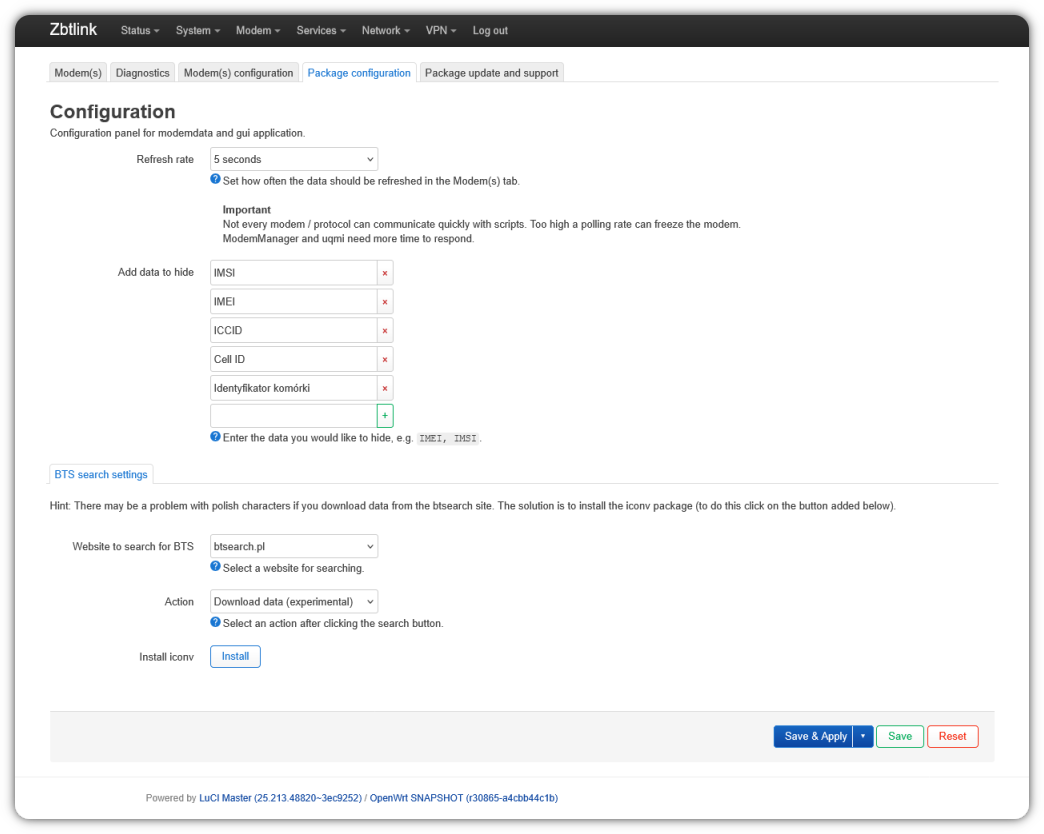 Zbtlink Status System Modem Services Network VPN Log out
Modem(s) Diagnostics Modem(s) configuration Package configuration Package update and support
Configuration
Configuration panel for modemdata and gui application.
Refresh rate 5 seconds
? Set how often the data should be refreshed in the Modem(s) tab.
Important
Not every modem / protocol can communicate quickly with scripts. Too high a polling rate can freeze the modem.
ModemManager and uqmi need more time to respond.
Add data to hide IMSI ×
IMEI ×
ICCID ×
Cell ID ×
Identyfikator komórki ×
+
? Enter the data you would like to hide, e.g. IMEI, IMSI.
BTS search settings
Hint: There may be a problem with polish characters if you download data from the btsearch site. The solution is to install the iconv package (to do this click on the button added below).
Website to search for BTS btsearch.pl
? Select a website for searching.
Action Download data (experimental)
? Select an action after clicking the search button.
Install iconv Install
Save & Apply Save Reset
Powered by LuCI Master (25.213.48820~3ec9252) / OpenWrt SNAPSHOT (r30865-a4cbb44c1b)